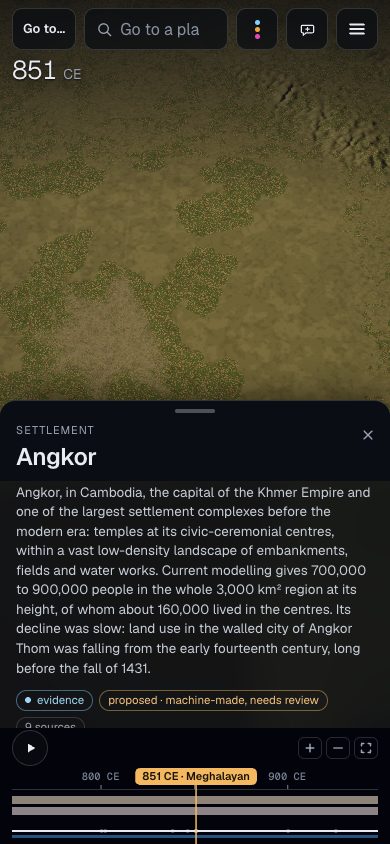 Go to…
Go to a pla
851 CE
SETTLEMENT
Angkor
Angkor, in Cambodia, the capital of the Khmer Empire and
one of the largest settlement complexes before the
modern era: temples at its civic-ceremonial centres,
within a vast low-density landscape of embankments,
fields and water works. Current modelling gives 700,000
to 900,000 people in the whole 3,000 km² region at its
height, of whom about 160,000 lived in the centres. Its
decline was slow: land use in the walled city of Angkor
Thom was falling from the early fourteenth century, long
before the fall of 1431.
evidence
proposed · machine-made, needs review
9 sources
800 CE
851 CE · Meghalayan
900 CE